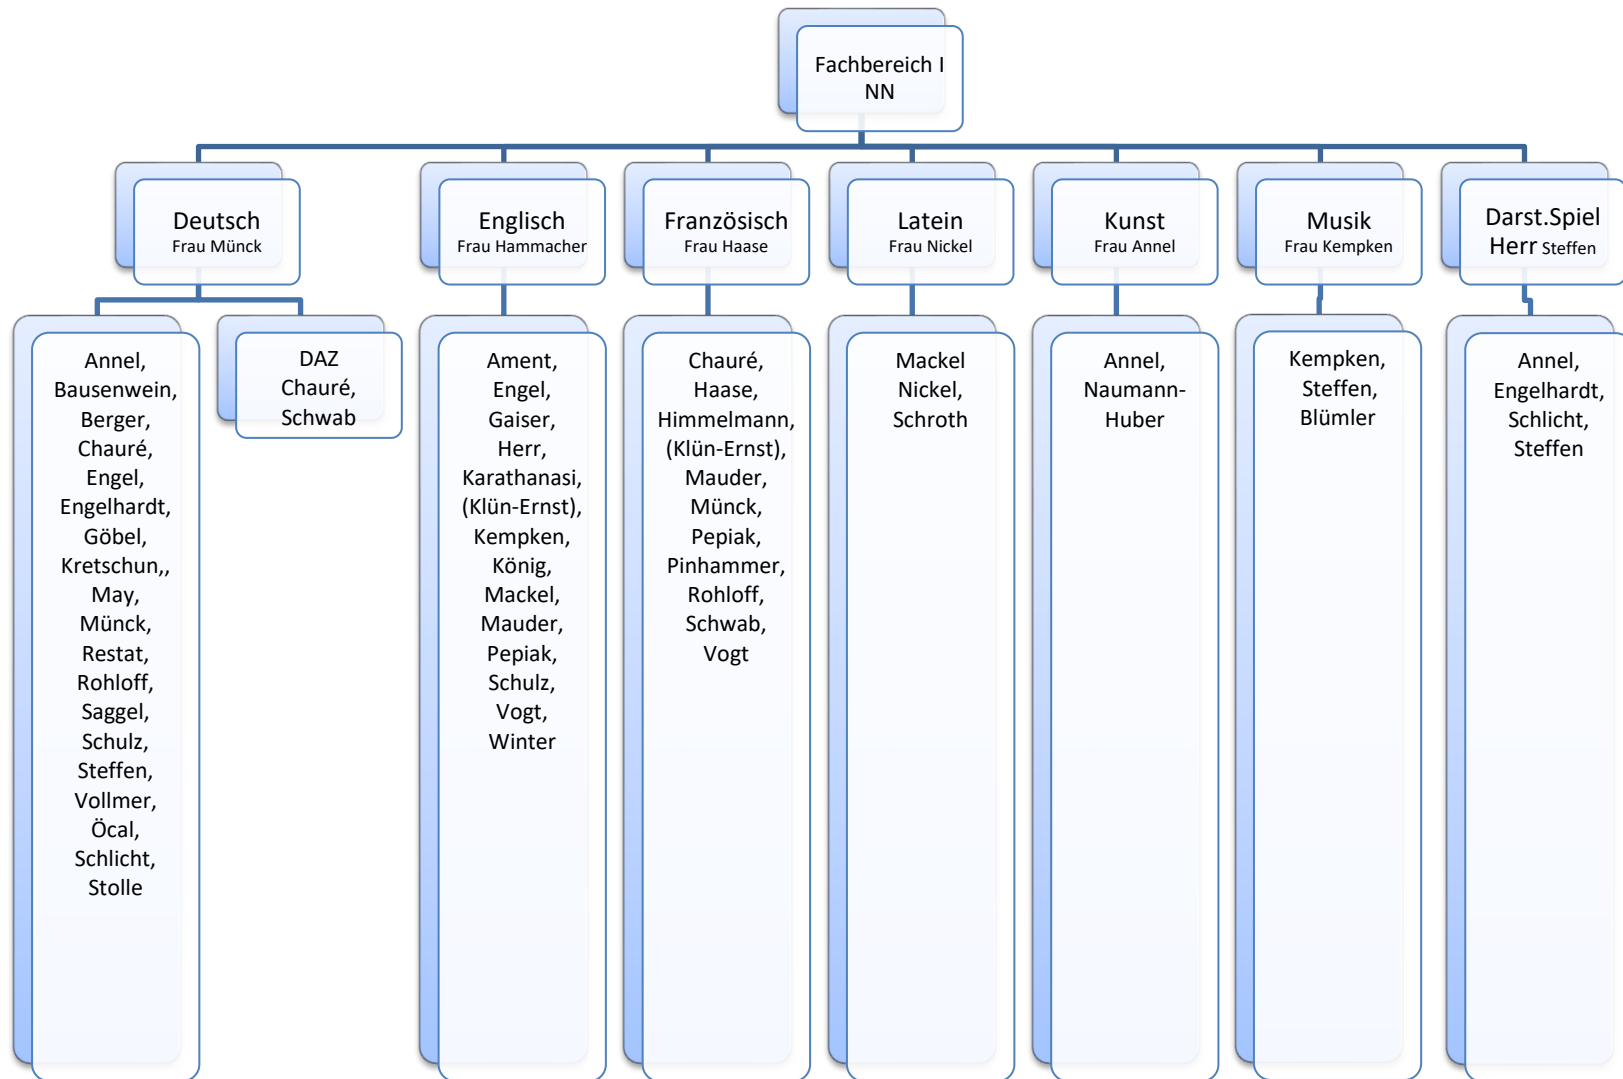 Fachbereich I
NN
Deutsch
Frau Münck
Englisch
Frau Hammacher
Französisch
Frau Haase
Latein
Frau Nickel
Kunst
Frau Annel
Musik
Frau Kempken
Darst.Spiel
Herr Steffen
Annel,
Bausenwein,
Berger,
Chauré,
Engel,
Engelhardt,
Göbel,
Kretschun,,
May,
Münck,
Restat,
Rohloff,
Saggel,
Schulz,
Steffen,
Vollmer,
Öcal,
Schlicht,
Stolle
DAZ
Chauré,
Schwab
Ament,
Engel,
Gaiser,
Herr,
Karathanasi,
(Klün-Ernst),
Kempken,
König,
Mackel,
Mauder,
Pepiak,
Schulz,
Vogt,
Winter
Chauré,
Haase,
Himmelmann,
(Klün-Ernst),
Mauder,
Münck,
Pepiak,
Pinhammer,
Rohloff,
Schwab,
Vogt
Mackel
Nickel,
Schroth
Annel,
Naumann-
Huber
Kempken,
Steffen,
Blümler
Annel,
Engelhardt,
Schlicht,
Steffen